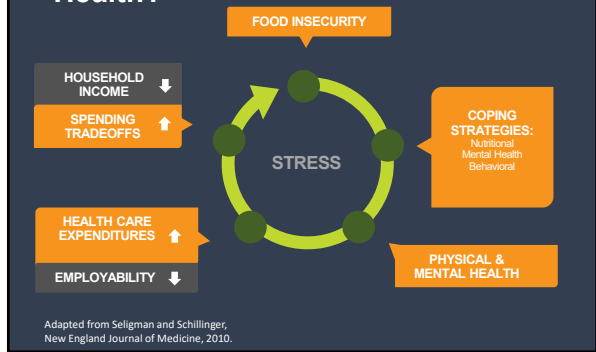 FOOD INSECURITY
HOUSEHOLD
INCOME
SPENDING
TRADEOFFS
STRESS
COPING
STRATEGIES:
Nutritional
Mental Health
Behavioral
HEALTH CARE
EXPENDITURES
EMPLOYABILITY
PHYSICAL &
MENTAL HEALTH
Adapted from Seligman and Schillinger,
New England Journal of Medicine, 2010.